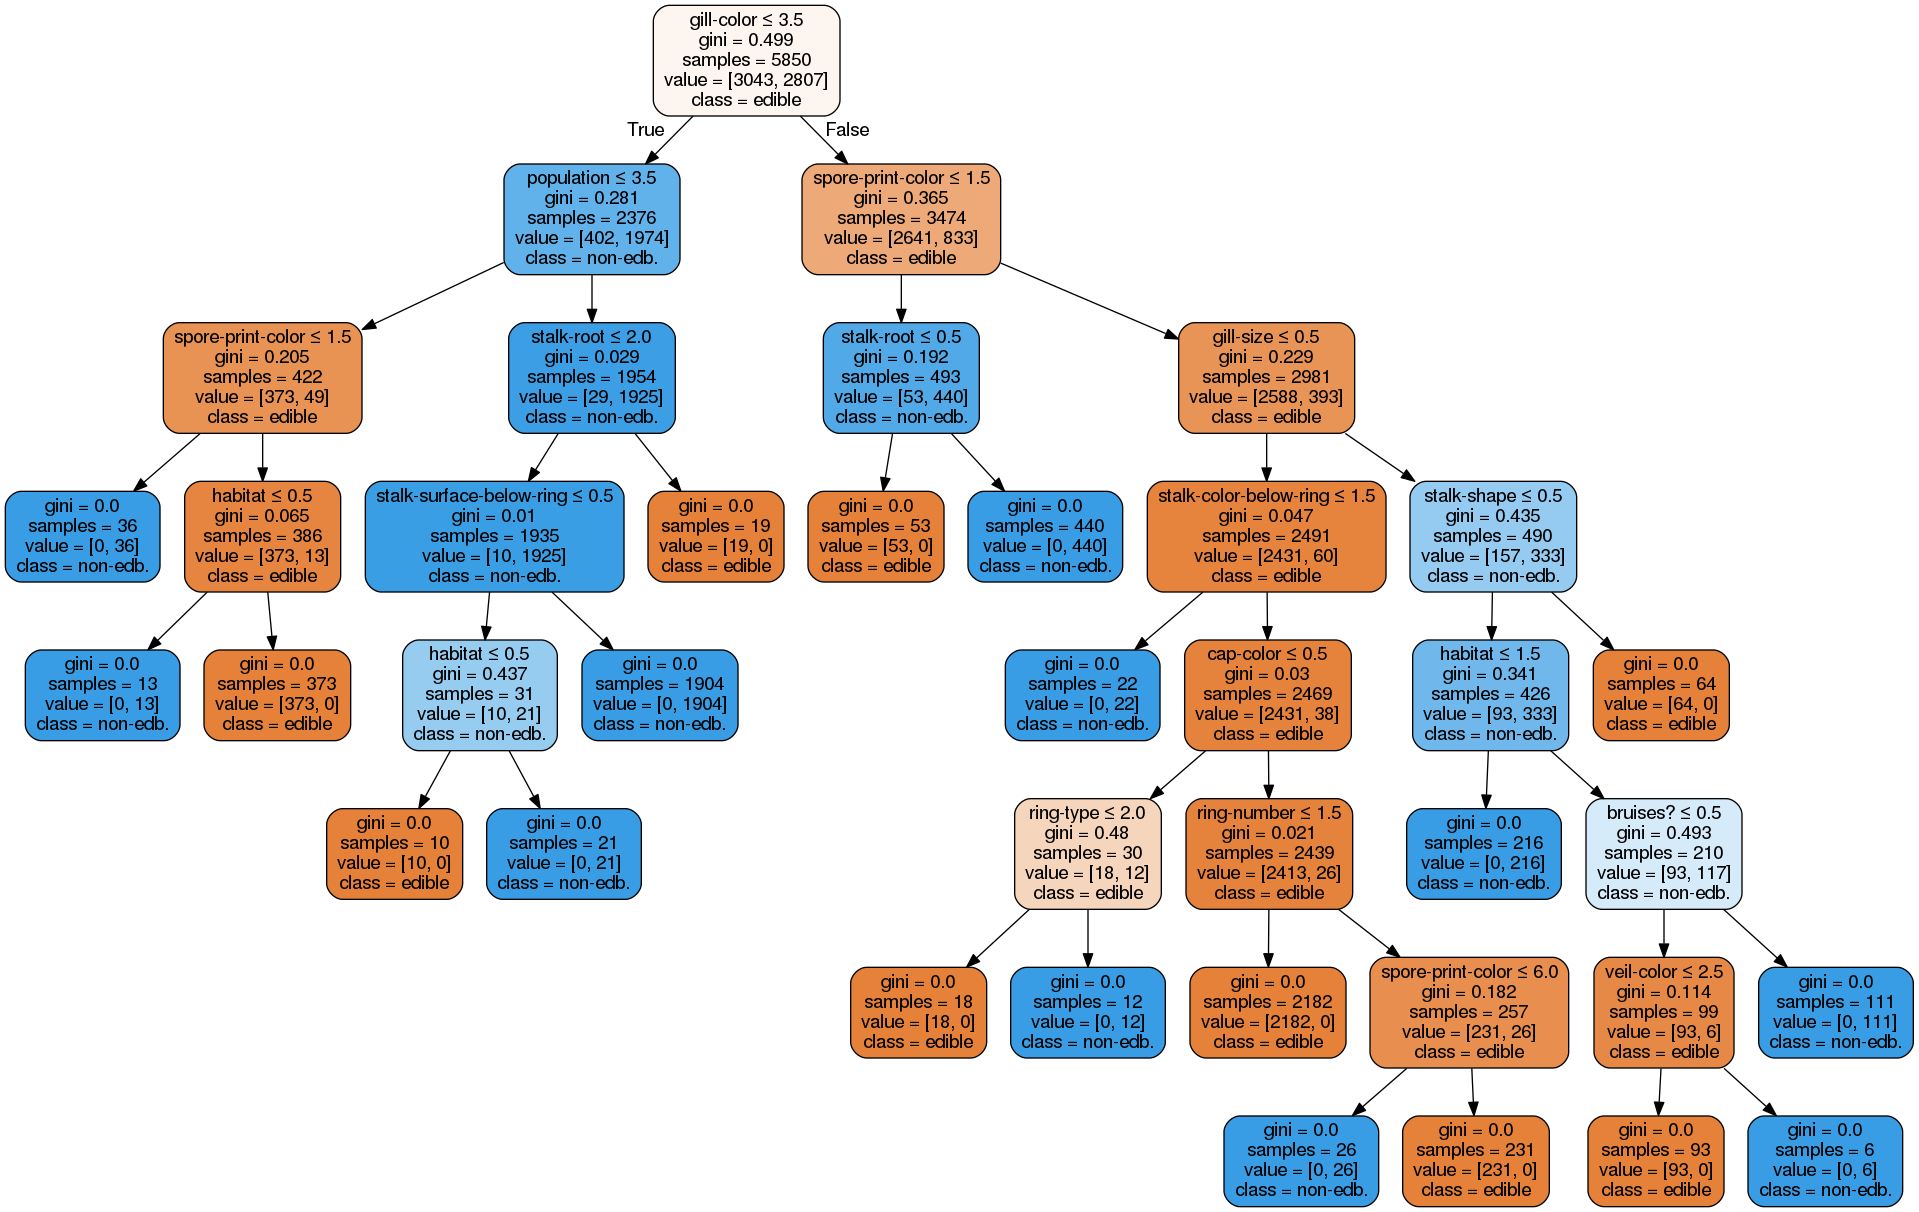 gill-color ≤ 3.5
gini = 0.499
samples = 5850
value = [3043, 2807]
class = edible
True
False
population ≤ 3.5
gini = 0.281
samples = 2376
value = [402, 1974]
class = non-edb.
spore-print-color ≤ 1.5
gini = 0.365
samples = 3474
value = [2641, 833]
class = edible
spore-print-color ≤ 1.5
gini = 0.205
samples = 422
value = [373, 49]
class = edible
stalk-root ≤ 2.0
gini = 0.029
samples = 1954
value = [29, 1925]
class = non-edb.
stalk-root ≤ 0.5
gini = 0.192
samples = 493
value = [53, 440]
class = non-edb.
gill-size ≤ 0.5
gini = 0.229
samples = 2981
value = [2588, 393]
class = edible
gini = 0.0
samples = 36
value = [0, 36]
class = non-edb.
habitat ≤ 0.5
gini = 0.065
samples = 386
value = [373, 13]
class = edible
stalk-surface-below-ring ≤ 0.5
gini = 0.01
samples = 1935
value = [10, 1925]
class = non-edb.
gini = 0.0
samples = 19
value = [19, 0]
class = edible
gini = 0.0
samples = 53
value = [53, 0]
class = edible
gini = 0.0
samples = 440
value = [0, 440]
class = non-edb.
stalk-color-below-ring ≤ 1.5
gini = 0.047
samples = 2491
value = [2431, 60]
class = edible
stalk-shape ≤ 0.5
gini = 0.435
samples = 490
value = [157, 333]
class = non-edb.
gini = 0.0
samples = 13
value = [0, 13]
class = non-edb.
gini = 0.0
samples = 373
value = [373, 0]
class = edible
habitat ≤ 0.5
gini = 0.437
samples = 31
value = [10, 21]
class = non-edb.
gini = 0.0
samples = 1904
value = [0, 1904]
class = non-edb.
gini = 0.0
samples = 22
value = [0, 22]
class = non-edb.
cap-color ≤ 0.5
gini = 0.03
samples = 2469
value = [2431, 38]
class = edible
habitat ≤ 1.5
gini = 0.341
samples = 426
value = [93, 333]
class = non-edb.
gini = 0.0
samples = 64
value = [64, 0]
class = edible
gini = 0.0
samples = 10
value = [10, 0]
class = edible
gini = 0.0
samples = 21
value = [0, 21]
class = non-edb.
ring-type ≤ 2.0
gini = 0.48
samples = 30
value = [18, 12]
class = edible
ring-number ≤ 1.5
gini = 0.021
samples = 2439
value = [2413, 26]
class = edible
gini = 0.0
samples = 216
value = [0, 216]
class = non-edb.
bruises? ≤ 0.5
gini = 0.493
samples = 210
value = [93, 117]
class = non-edb.
gini = 0.0
samples = 18
value = [18, 0]
class = edible
gini = 0.0
samples = 12
value = [0, 12]
class = non-edb.
gini = 0.0
samples = 2182
value = [2182, 0]
class = edible
spore-print-color ≤ 6.0
gini = 0.182
samples = 257
value = [231, 26]
class = edible
veil-color ≤ 2.5
gini = 0.114
samples = 99
value = [93, 6]
class = edible
gini = 0.0
samples = 111
value = [0, 111]
class = non-edb.
gini = 0.0
samples = 26
value = [0, 26]
class = non-edb.
gini = 0.0
samples = 231
value = [231, 0]
class = edible
gini = 0.0
samples = 93
value = [93, 0]
class = edible
gini = 0.0
samples = 6
value = [0, 6]
class = non-edb.